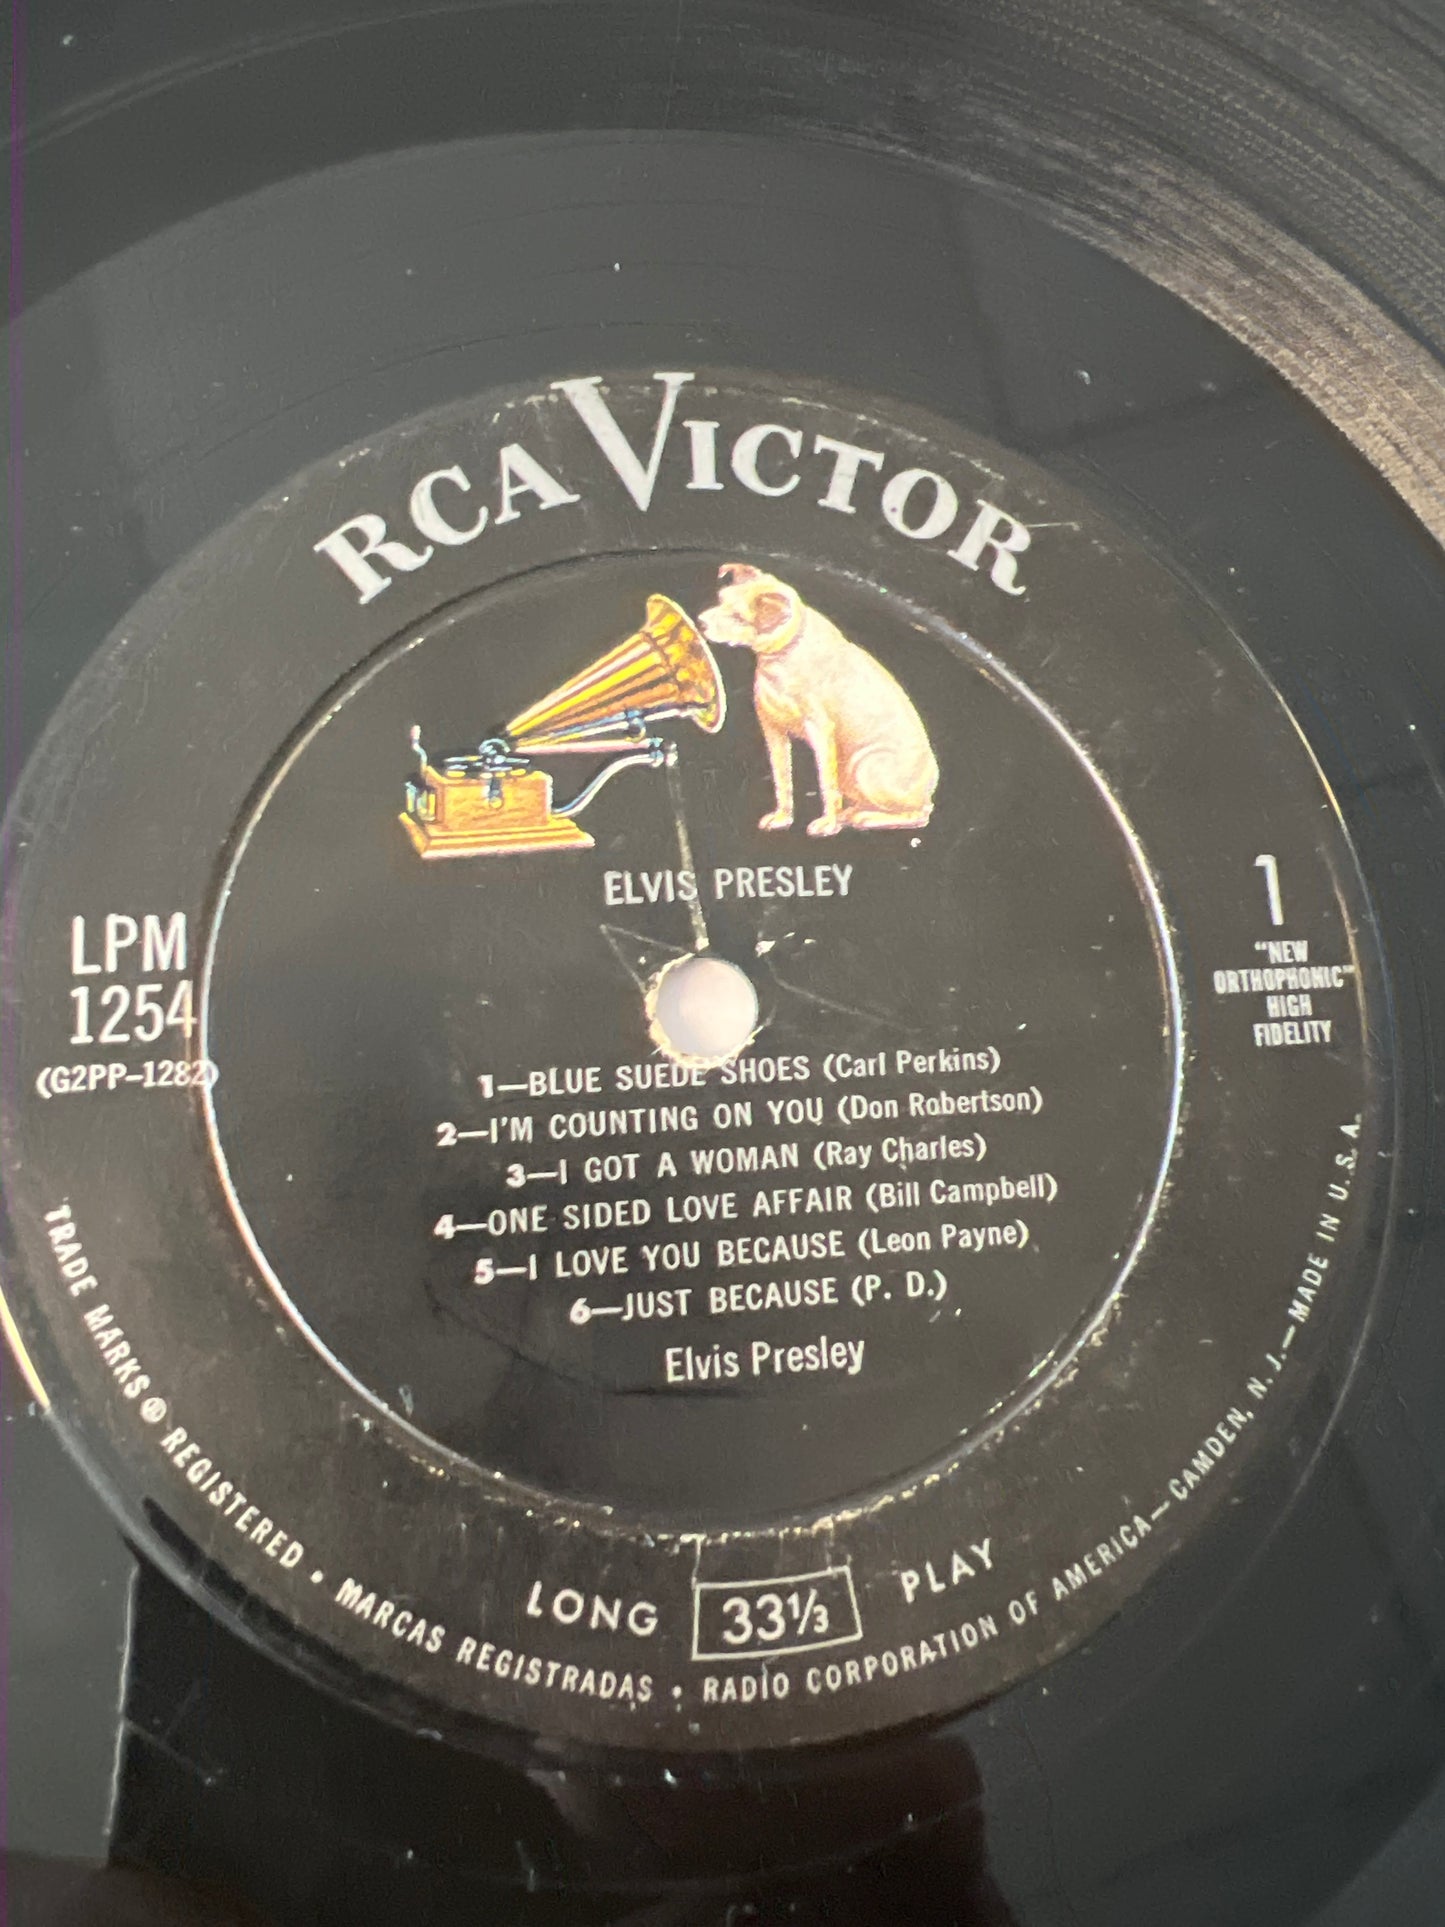 RCA VICTOR
ELVIS PRESLEY
LPM
1254
(G2PP-1282)
1
"NEW
ORTHOPHONIC"
HIGH
FIDELITY
1—BLUE SUEDE SHOES (Carl Perkins)
2—I'M COUNTING ON YOU (Don Robertson)
3—I GOT A WOMAN (Ray Charles)
4—ONE SIDED LOVE AFFAIR (Bill Campbell)
5—I LOVE YOU BECAUSE (Leon Payne)
6—JUST BECAUSE (P. D.)
Elvis Presley
LONG 33⅓ PLAY
TRADE MARKS ® REGISTERED • MARCAS REGISTRADAS • RADIO CORPORATION OF AMERICA—CAMDEN, N. J.—MADE IN U.S.A.